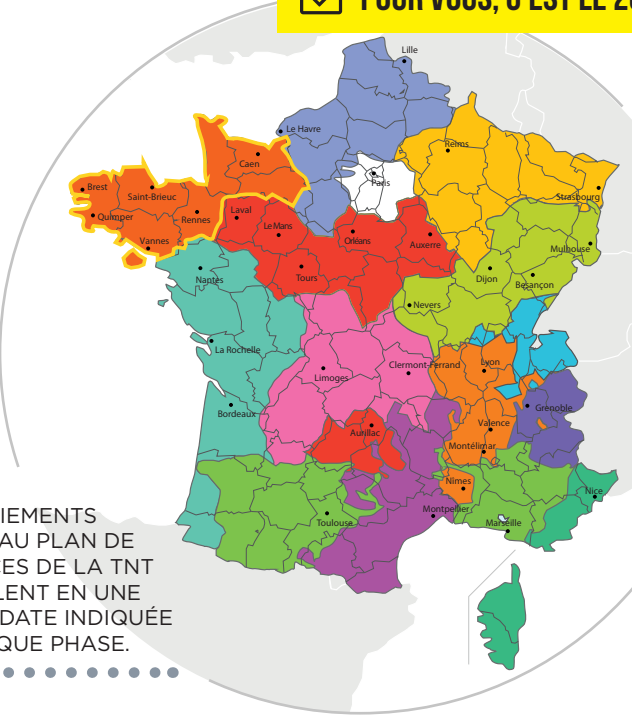 POUR VOUS, C'EST LE
Lille
Le Havre
Reims
Caen
Paris
Strasbourg
Brest
Saint-Brieuc
Quimper
Rennes
Laval
Le Mans
Orléans
Auxerre
Vannes
Mulhouse
Nantes
Tours
Dijon
Besançon
Nevers
La Rochelle
Clermont-Ferrand
Lyon
Limoges
Bordeaux
Grenoble
Aurillac
Valence
Montélimar
Nîmes
Nice
Montpellier
Toulouse
Marseille
IEMENTS
AU PLAN DE
CES DE LA TNT
LENT EN UNE
DATE INDIQUÉE
QUE PHASE.